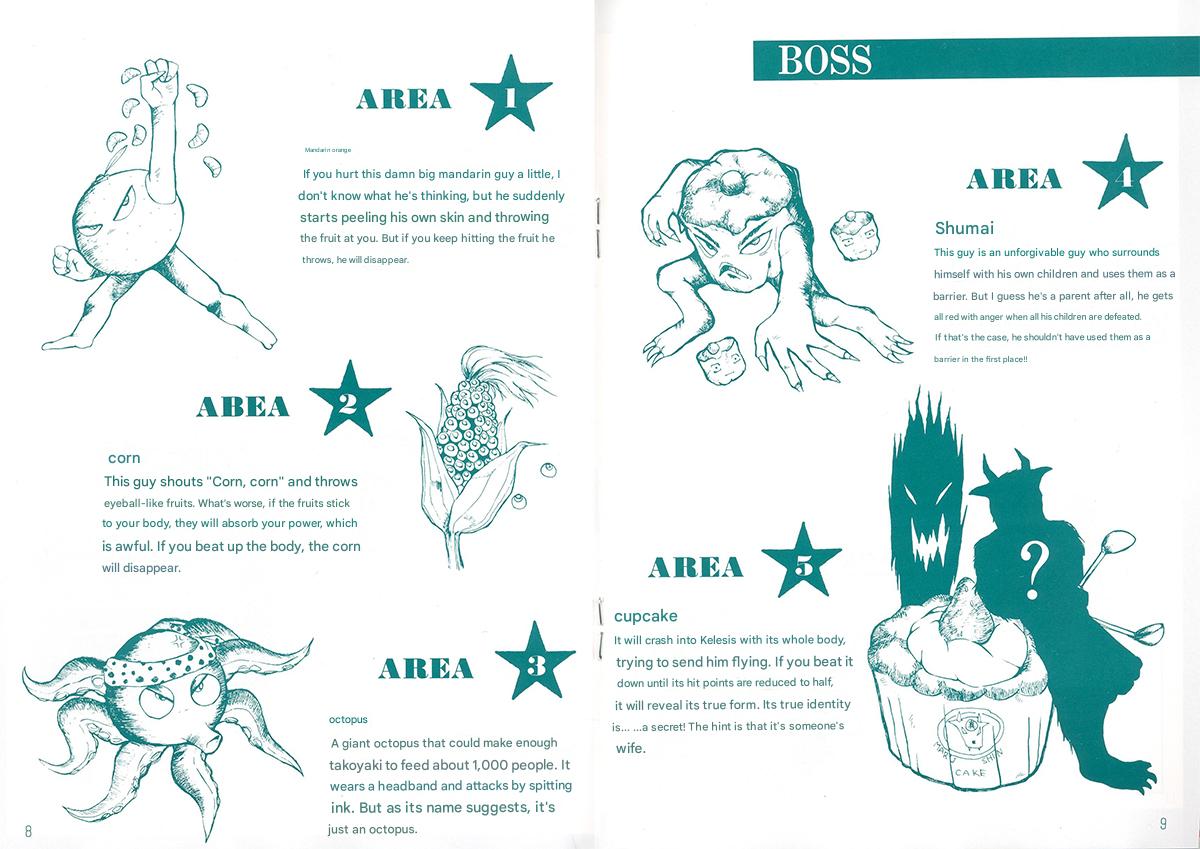 AREA 1
Mandarin orange
If you hurt this damn big mandarin guy a little, I
don't know what he's thinking, but he suddenly
starts peeling his own skin and throwing
the fruit at you. But if you keep hitting the fruit he
throws, he will disappear.
ABEA 2
corn
This guy shouts "Corn, corn" and throws
eyeball-like fruits. What's worse, if the fruits stick
to your body, they will absorb your power, which
is awful. If you beat up the body, the corn
will disappear.
AREA 3
octopus
A giant octopus that could make enough
takoyaki to feed about 1,000 people. It
wears a headband and attacks by spitting
ink. But as its name suggests, it's
just an octopus.
8
BOSS
AREA 4
Shumai
This guy is an unforgivable guy who surrounds
himself with his own children and uses them as a
barrier. But I guess he's a parent after all, he gets
all red with anger when all his children are defeated.
If that's the case, he shouldn't have used them as a
barrier in the first place!!
AREA 5
cupcake
It will crash into Kelesis with its whole body,
trying to send him flying. If you beat it
down until its hit points are reduced to half,
it will reveal its true form. Its true identity
is... ...a secret! The hint is that it's someone's
wife.
?
MARU SHIN
CAKE
9